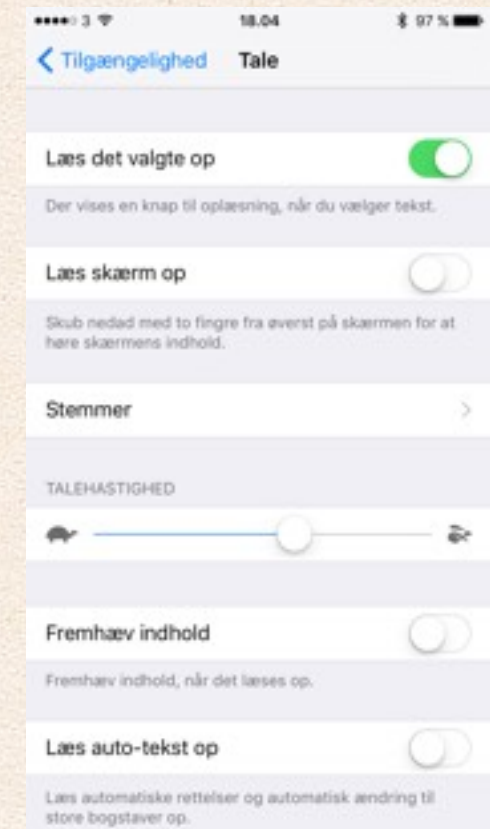 3 18.04 97 %
Tilgængelighed Tale
Læs det valgte op
Der vises en knap til oplæsning, når du vælger tekst.
Læs skærm op
Skub nedad med to fingre fra øverst på skærmen for at
høre skærmens indhold.
Stemmer
TALEHASTIGHED
Fremhæv indhold
Fremhæv indhold, når det læses op.
Læs auto-tekst op
Læs automatiske rettelser og automatisk ændring til
store bogstaver op.